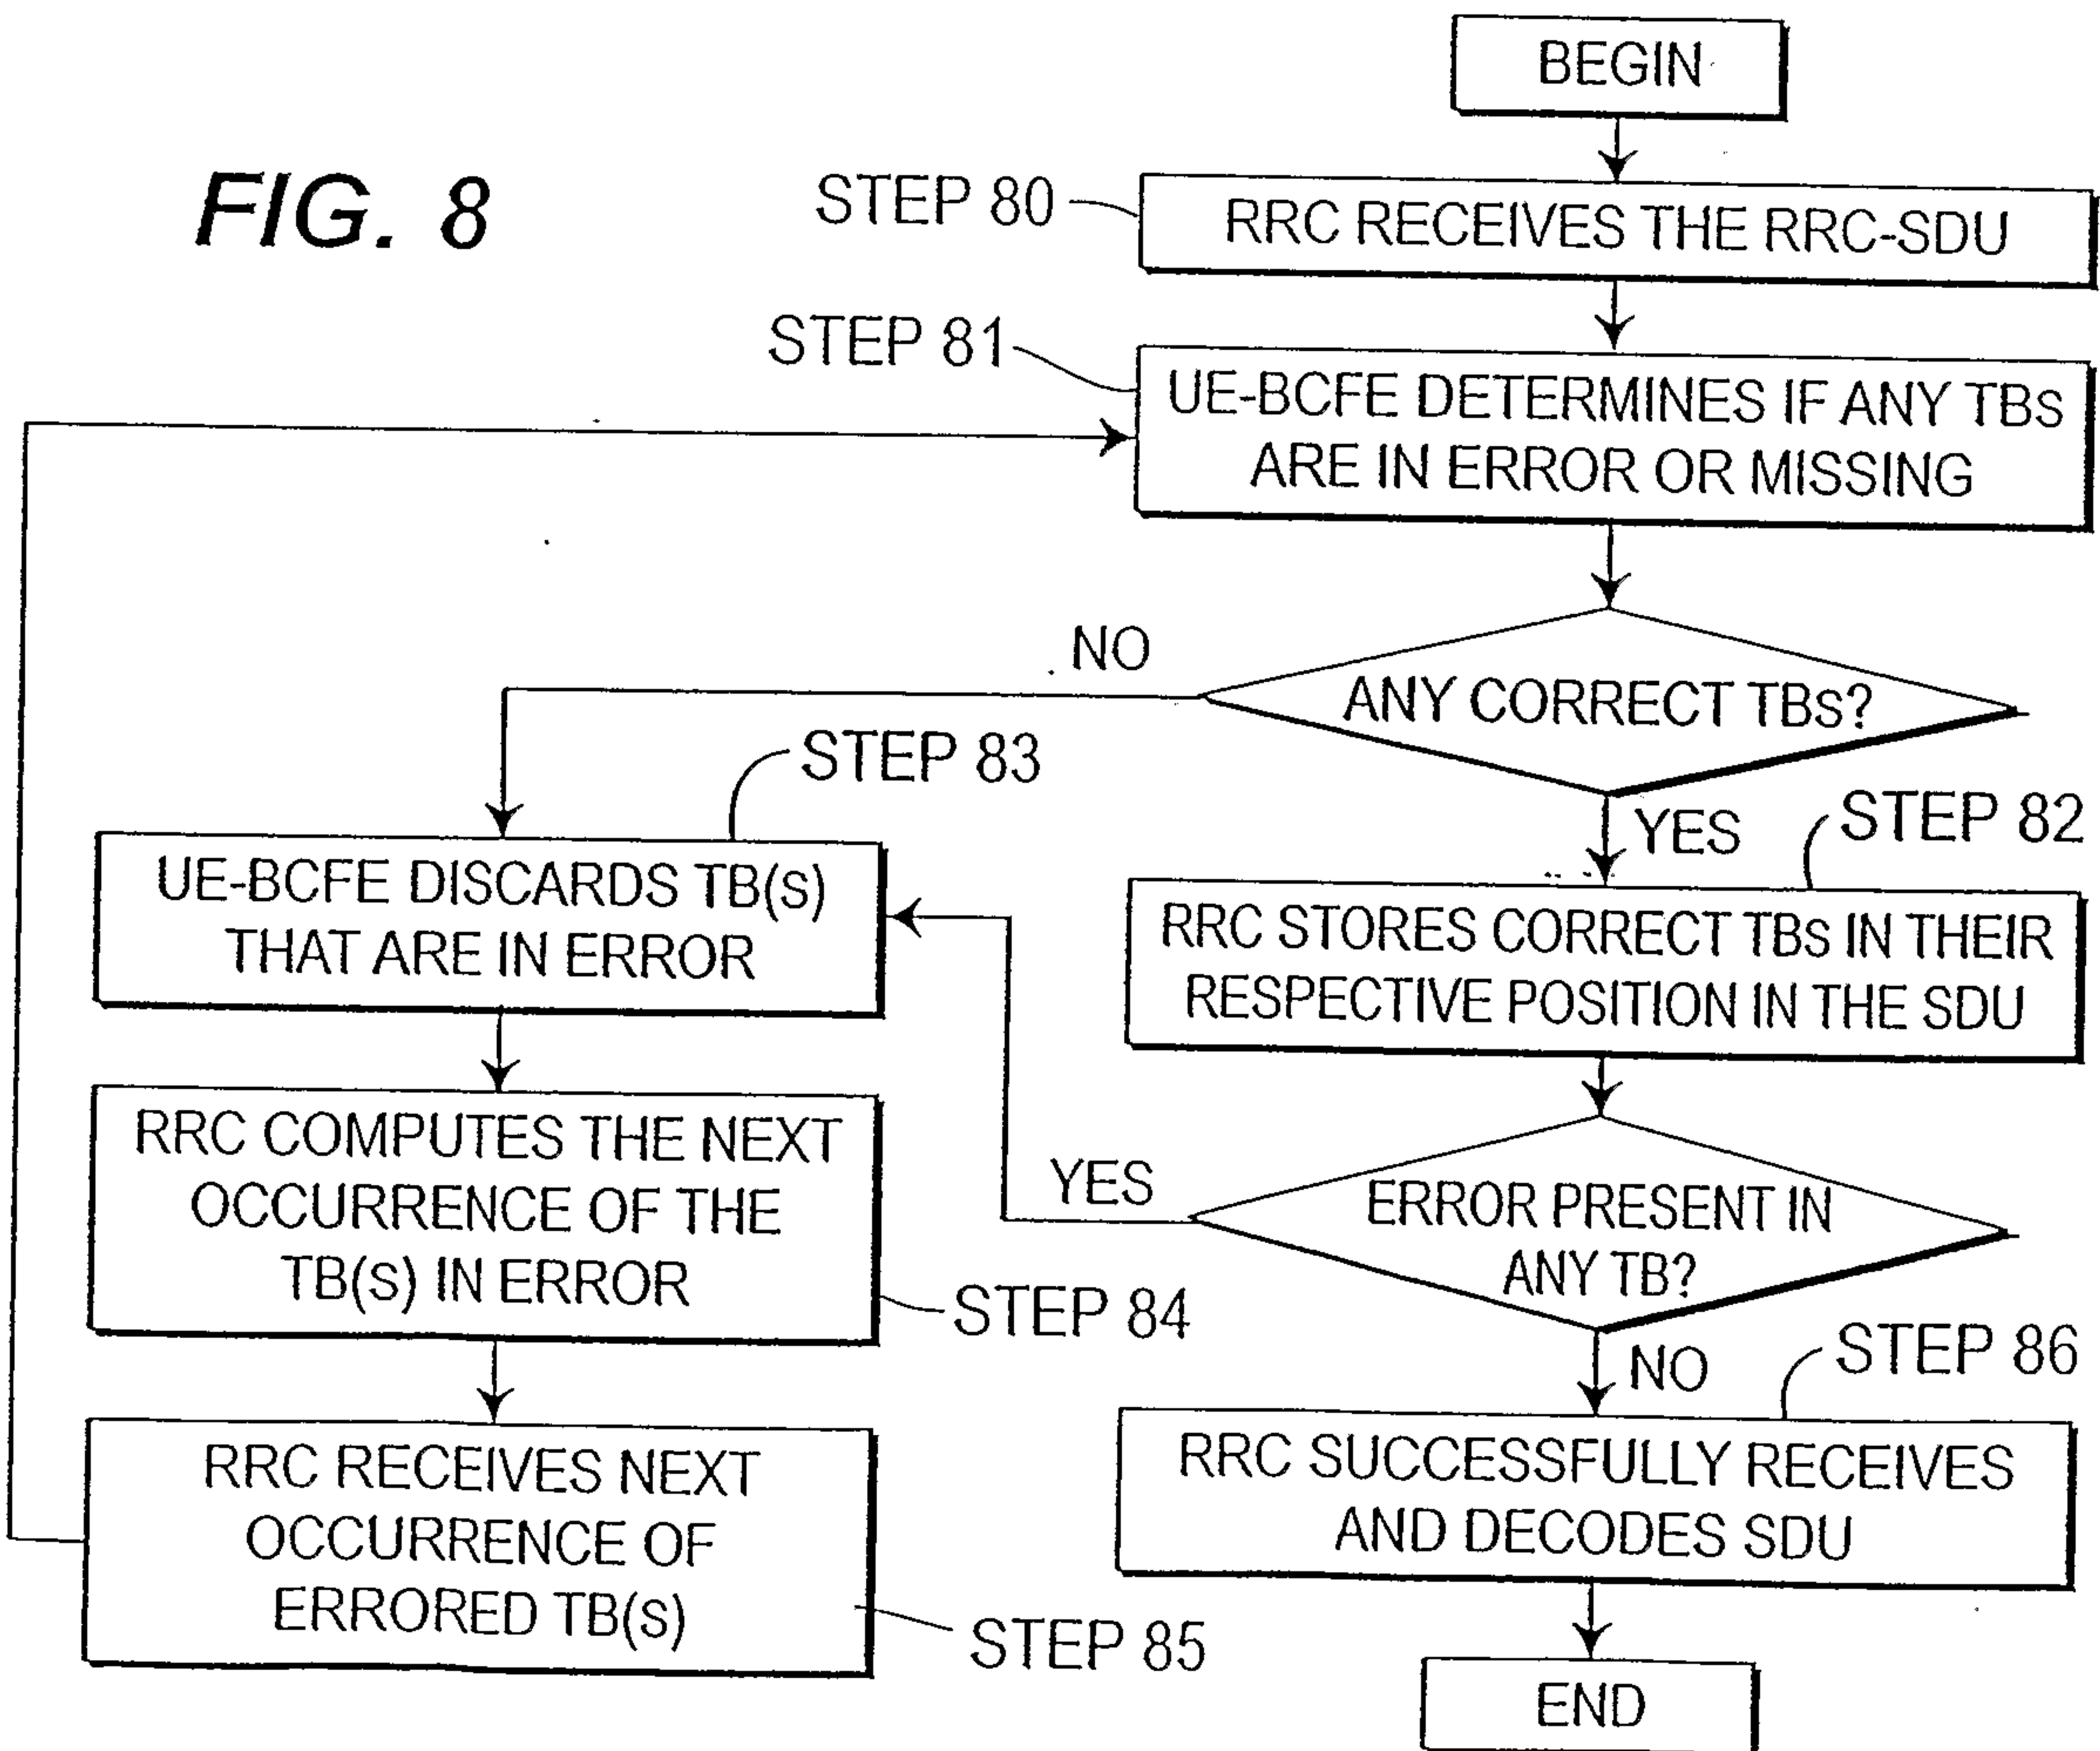 BEGIN
FIG. 8
STEP 80
RRC RECEIVES THE RRC-SDU
STEP 81
UE-BCFE DETERMINES IF ANY TBs
ARE IN ERROR OR MISSING
NO
ANY CORRECT TBs?
STEP 83
YES
STEP 82
UE-BCFE DISCARDS TB(s)
THAT ARE IN ERROR
RRC STORES CORRECT TBs IN THEIR
RESPECTIVE POSITION IN THE SDU
RRC COMPUTES THE NEXT
OCCURRENCE OF THE
TB(s) IN ERROR
STEP 84
YES
ERROR PRESENT IN
ANY TB?
NO
STEP 86
RRC RECEIVES NEXT
OCCURRENCE OF
ERRORED TB(s)
STEP 85
RRC SUCCESSFULLY RECEIVES
AND DECODES SDU
END